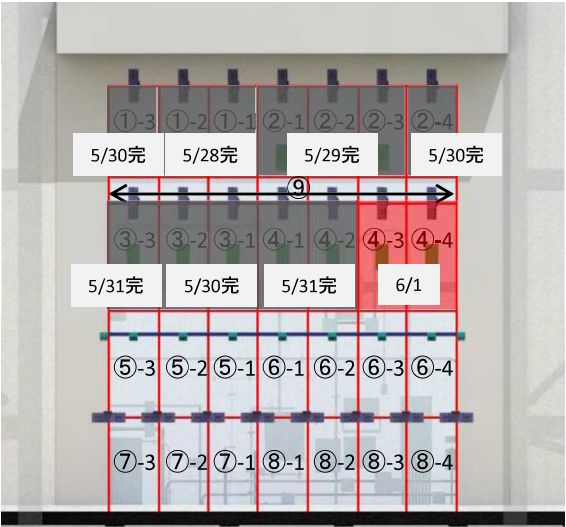 ①-3 ①-2 ①-1 ②-1 ②-2 ②-3 ②-4
5/30完 5/28完 5/29完 5/30完
⑨
③-3 ③-2 ③-1 ④-1 ④-2 ④-3 ④-4
5/31完 5/30完 5/31完 6/1
⑤-3 ⑤-2 ⑤-1 ⑥-1 ⑥-2 ⑥-3 ⑥-4
⑦-3 ⑦-2 ⑦-1 ⑧-1 ⑧-2 ⑧-3 ⑧-4